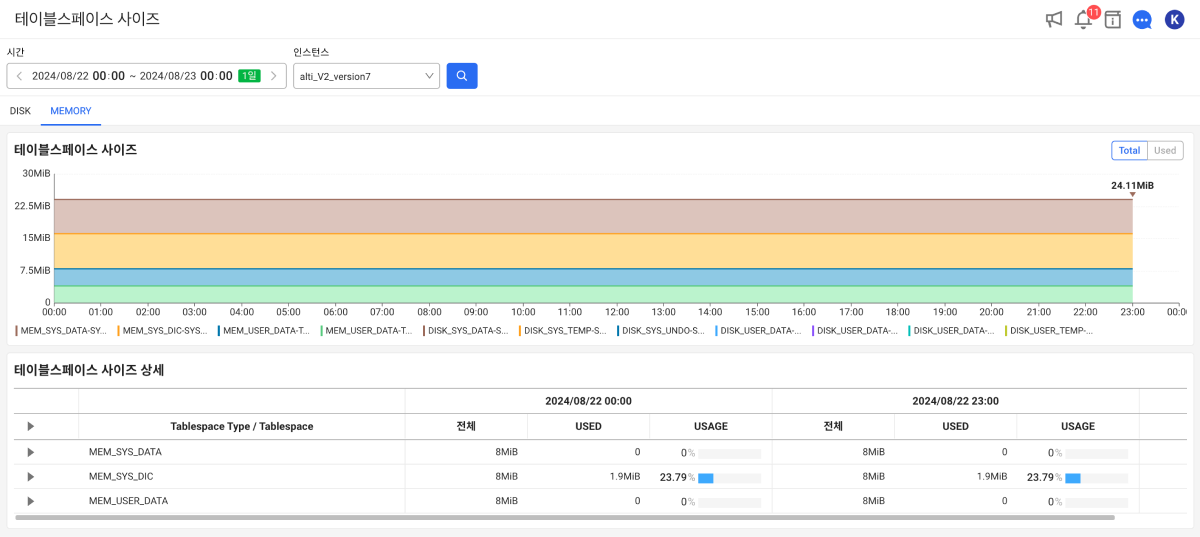 테이블스페이스 사이즈
11
K
시간
인스턴스
2024/08/22 00:00 ~ 2024/08/23 00:00 1일
alti_V2_version7
DISK MEMORY
테이블스페이스 사이즈
Total Used
30MiB
24.11MiB
22.5MiB
15MiB
7.5MiB
0
00:00 01:00 02:00 03:00 04:00 05:00 06:00 07:00 08:00 09:00 10:00 11:00 12:00 13:00 14:00 15:00 16:00 17:00 18:00 19:00 20:00 21:00 22:00 23:00 00:00
MEM_SYS_DATA-SY... MEM_SYS_DIC-SYS... MEM_USER_DATA-T... MEM_USER_DATA-T... DISK_SYS_DATA-S... DISK_SYS_TEMP-S... DISK_SYS_UNDO-S... DISK_USER_DATA-... DISK_USER_DATA-... DISK_USER_DATA-... DISK_USER_TEMP-...
테이블스페이스 사이즈 상세
2024/08/22 00:00 2024/08/22 23:00
Tablespace Type / Tablespace 전체 USED USAGE 전체 USED USAGE
MEM_SYS_DATA 8MiB 0 0% 8MiB 0 0%
MEM_SYS_DIC 8MiB 1.9MiB 23.79% 8MiB 1.9MiB 23.79%
MEM_USER_DATA 8MiB 0 0% 8MiB 0 0%